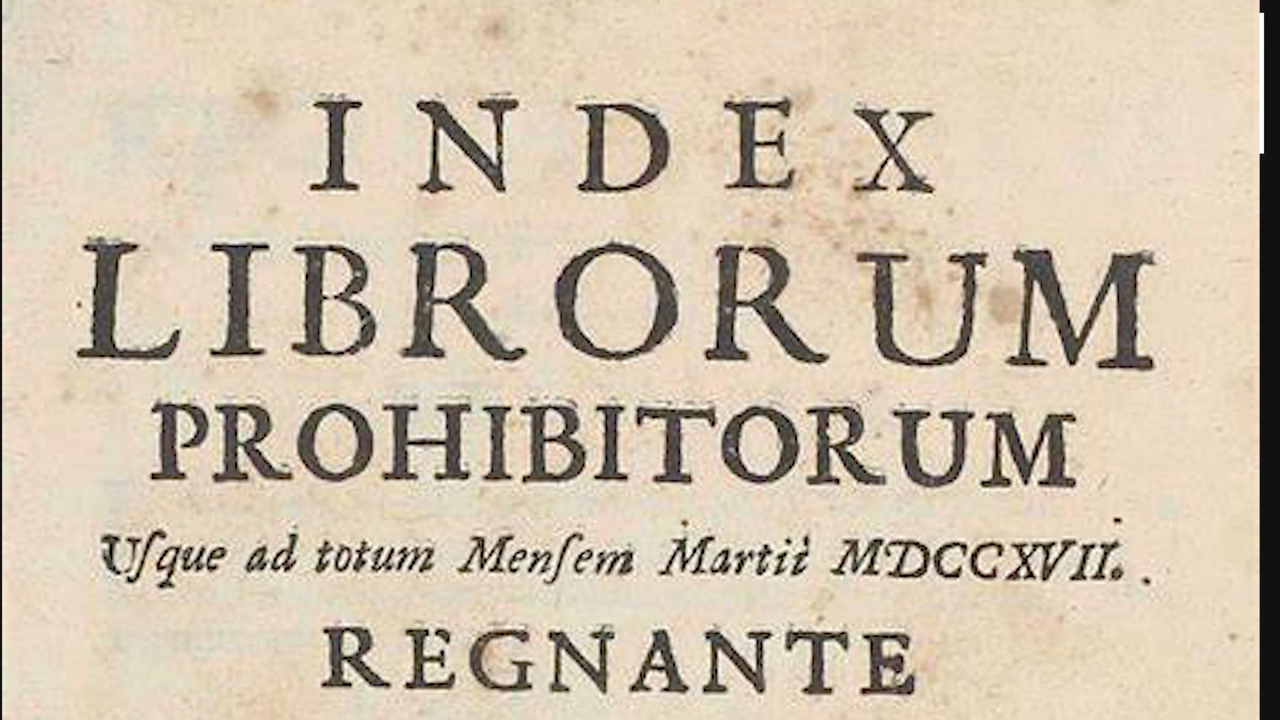 INDEX
LIBRORUM
PROHIBITORUM
Uſque ad totum Menſem Martii MDCCXVII.
REGNANTE